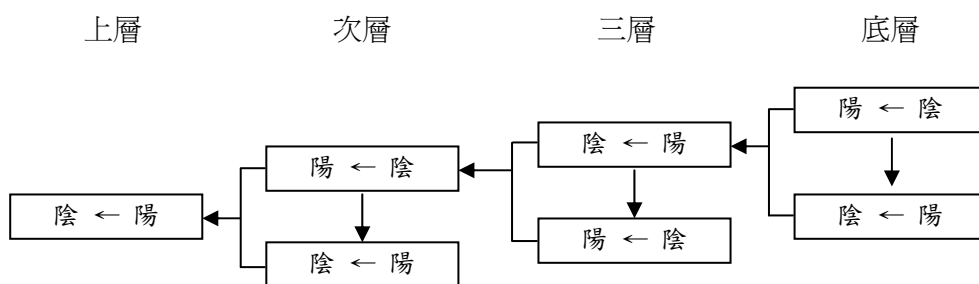 上層 次層 三層 底層
陽 ← 陰
陰 ← 陽
陽 ← 陰
陰 ← 陽
陰 ← 陽
陽 ← 陰
陰 ← 陽